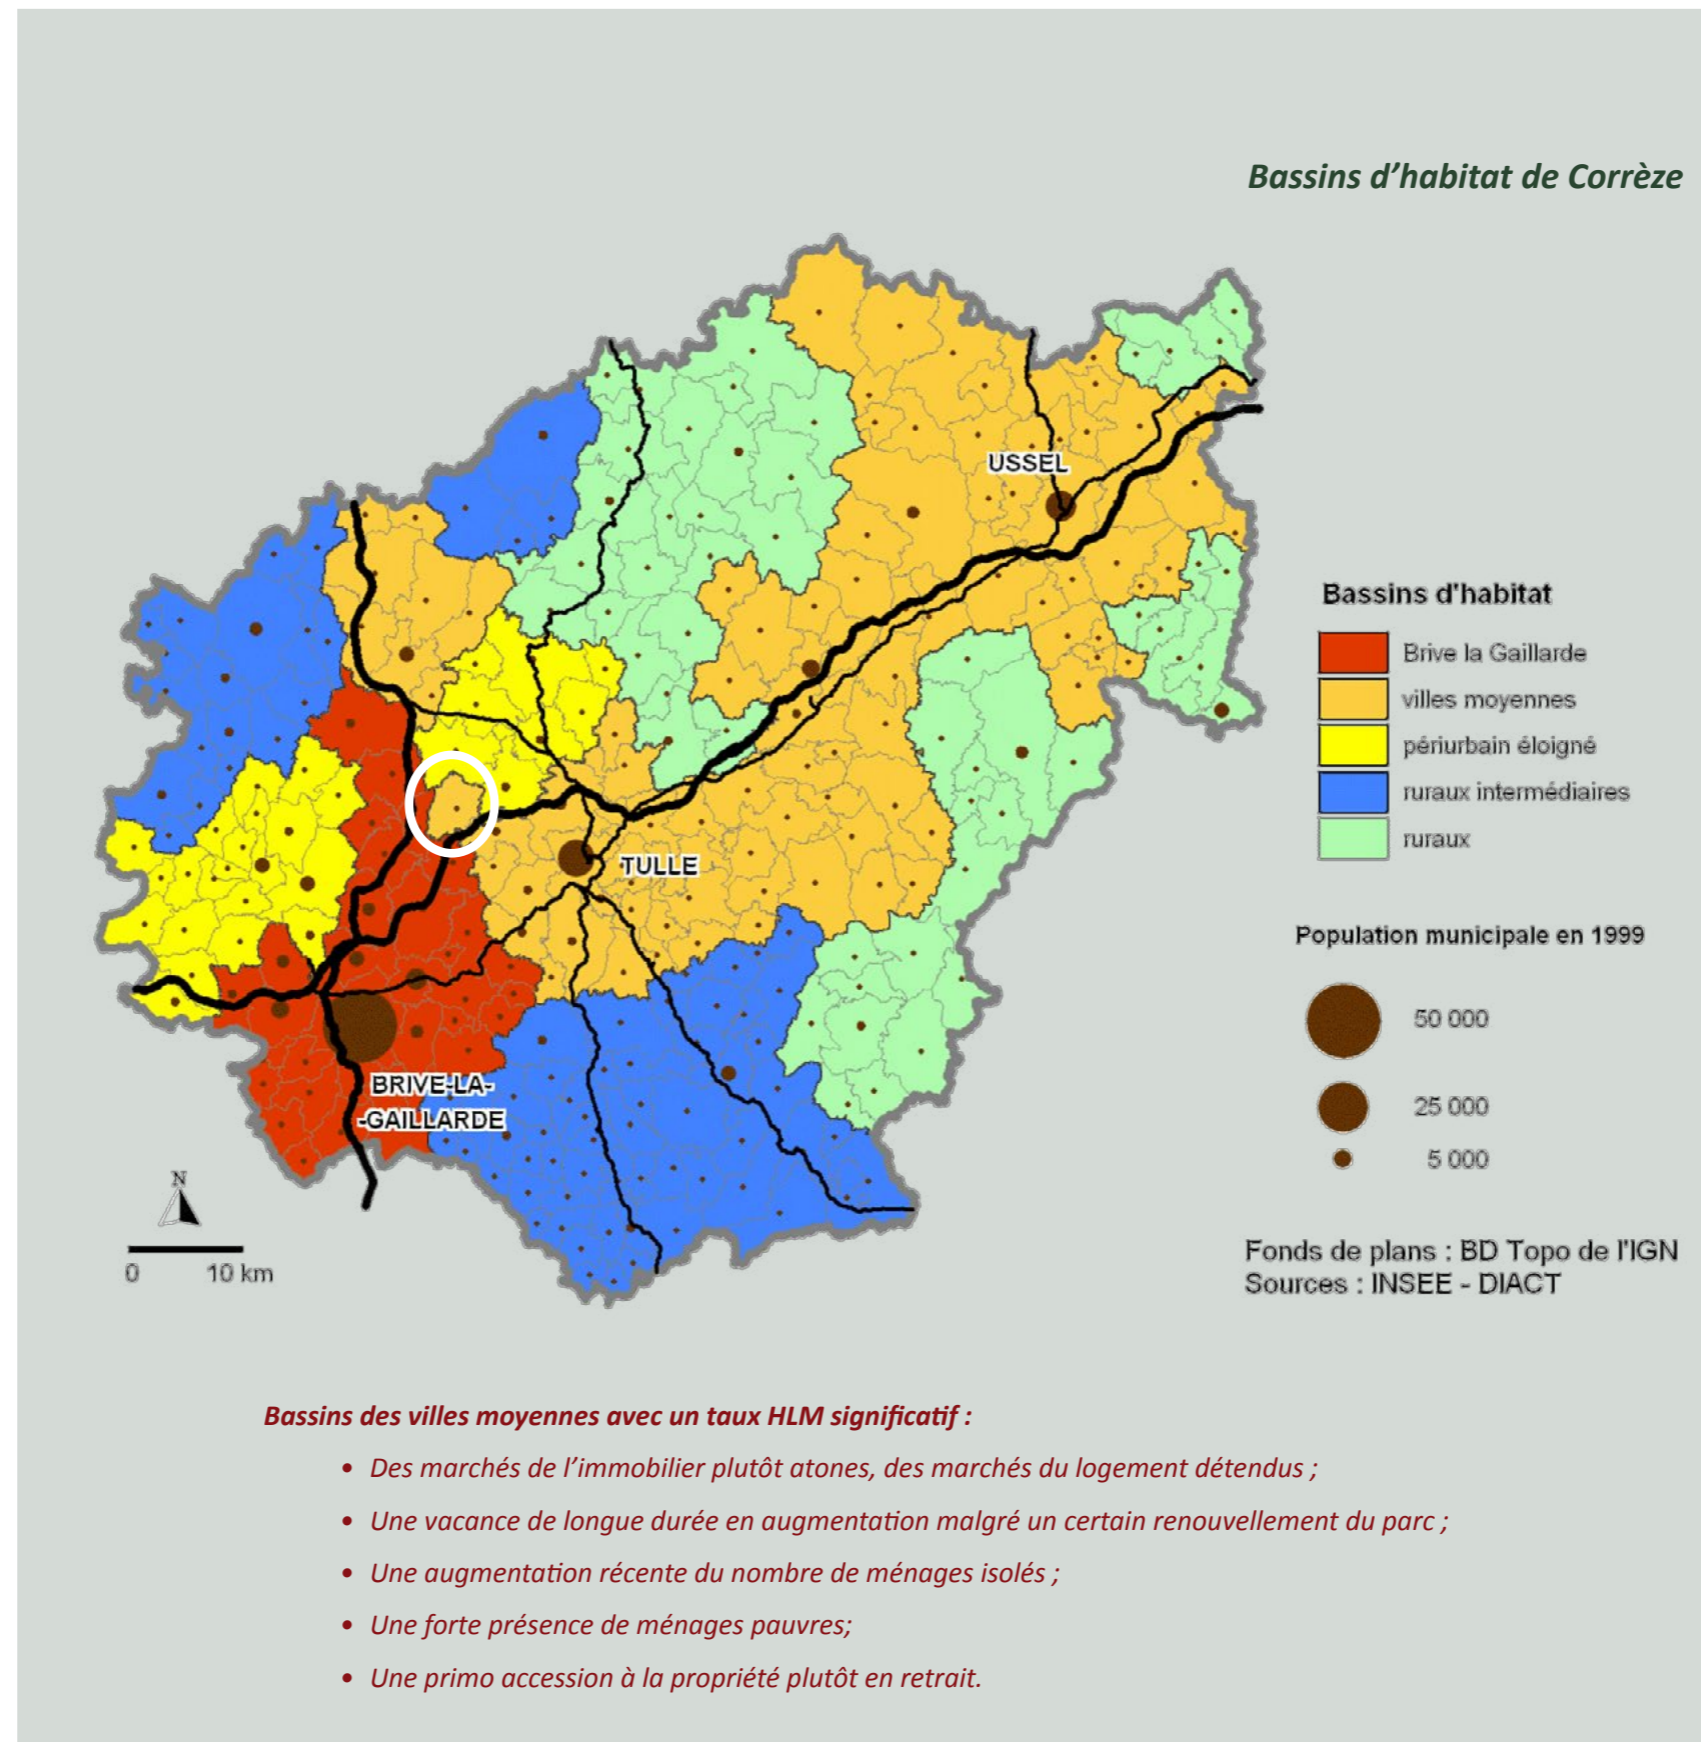 Bassins d’habitat de Corrèze
USSEL
TULLE
BRIVE-LA-
-GAILLARDE
N
0 10 km
Bassins d'habitat
Brive la Gaillarde
villes moyennes
périurbain éloigné
ruraux intermédiaires
ruraux
Population municipale en 1999
50 000
25 000
5 000
Fonds de plans : BD Topo de l'IGN
Sources : INSEE - DIACT
Bassins des villes moyennes avec un taux HLM significatif :
• Des marchés de l’immobilier plutôt atones, des marchés du logement détendus ;
• Une vacance de longue durée en augmentation malgré un certain renouvellement du parc ;
• Une augmentation récente du nombre de ménages isolés ;
• Une forte présence de ménages pauvres;
• Une primo accession à la propriété plutôt en retrait.